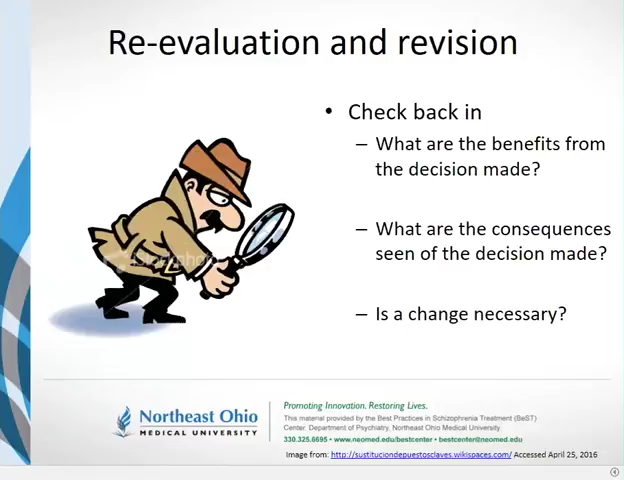 Re-evaluation and revision
• Check back in
– What are the benefits from
the decision made?
– What are the consequences
seen of the decision made?
– Is a change necessary?
iStockphoto
Northeast Ohio
MEDICAL UNIVERSITY
Promoting Innovation. Restoring Lives.
This material provided by the Best Practices in Schizophrenia Treatment (BeST)
Center, Department of Psychiatry, Northeast Ohio Medical University
330.325.6695 • www.neomed.edu/bestcenter • bestcenter@neomed.edu
Image from: http://sustituciondepuestosclaves.wikispaces.com/ Accessed April 25, 2016
4